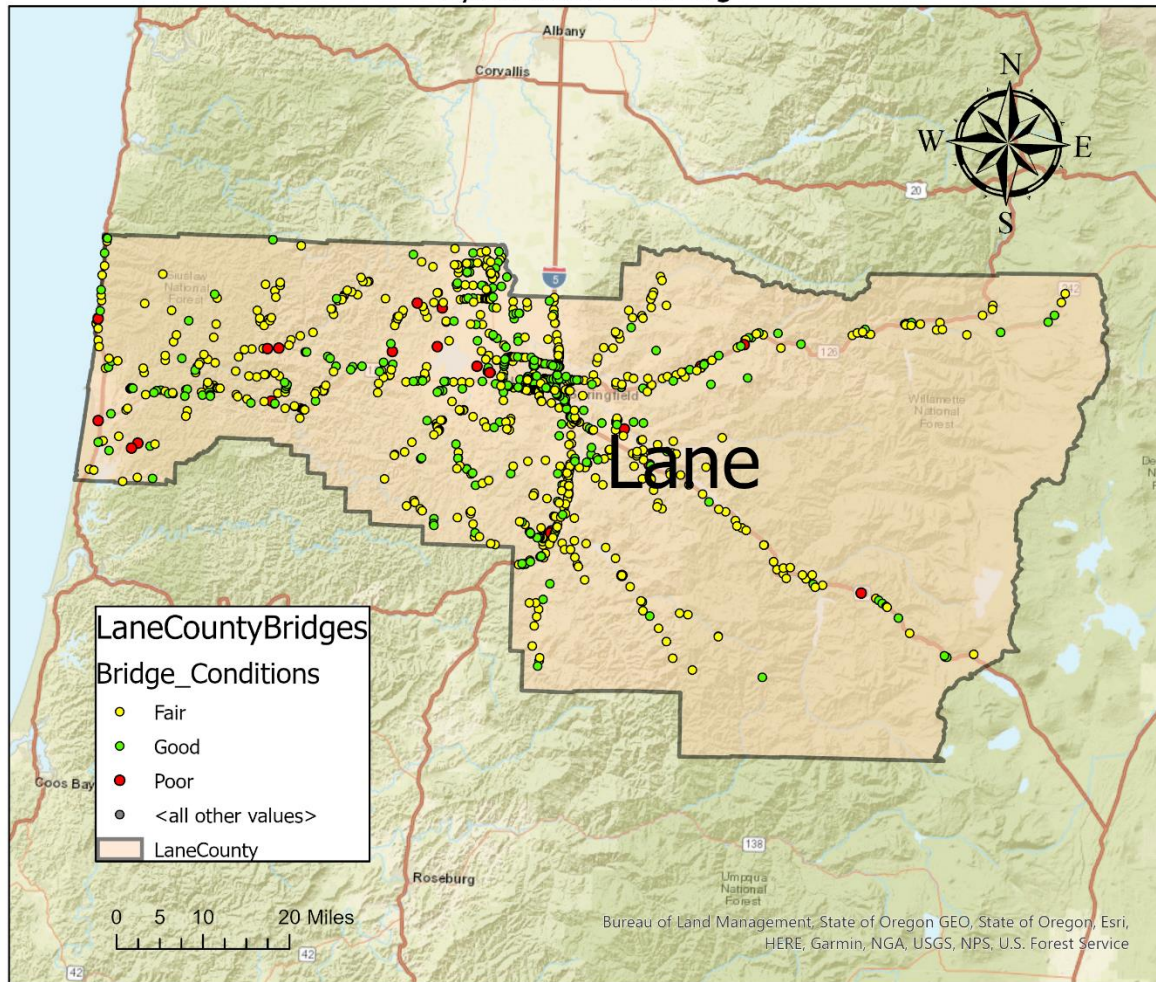 Albany
Corvallis
N
W
E
S
20
5
Siuslaw
National
Forest
242
126
Willamette
National
Forest
Lane
LaneCountyBridges
Bridge_Conditions
Fair
Good
Poor
<all other values>
LaneCounty
Coos Bay
Roseburg
138
Umpqua
National
Forest
0 5 10 20 Miles
42
42
Bureau of Land Management, State of Oregon GEO, State of Oregon, Esri,
HERE, Garmin, NGA, USGS, NPS, U.S. Forest Service